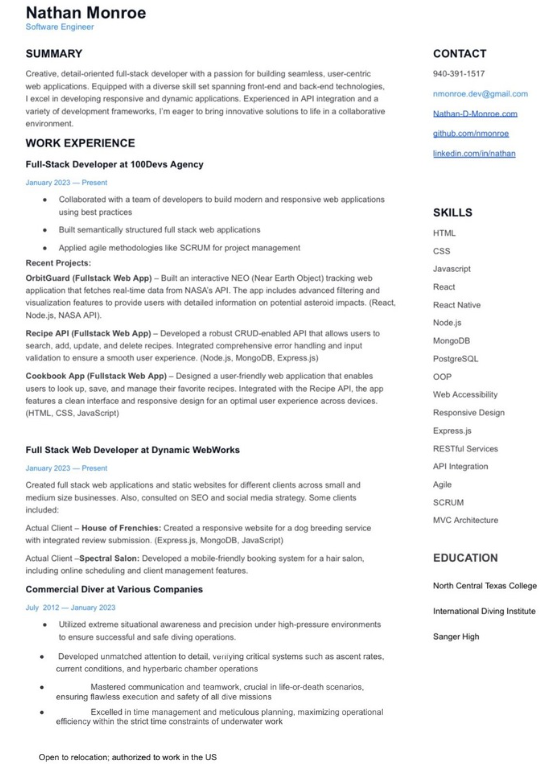 Nathan Monroe
Software Engineer
SUMMARY
Creative, detail-oriented full-stack developer with a passion for building seamless, user-centric
web applications. Equipped with a diverse skill set spanning front-end and back-end technologies,
I excel in developing responsive and dynamic applications. Experienced in API integration and a
variety of development frameworks, I'm eager to bring innovative solutions to life in a collaborative
environment.
WORK EXPERIENCE
Full-Stack Developer at 100Devs Agency
January 2023 — Present
● Collaborated with a team of developers to build modern and responsive web applications
using best practices
● Built semantically structured full stack web applications
● Applied agile methodologies like SCRUM for project management
Recent Projects:
OrbitGuard (Fullstack Web App) – Built an interactive NEO (Near Earth Object) tracking web
application that fetches real-time data from NASA's API. The app includes advanced filtering and
visualization features to provide users with detailed information on potential asteroid impacts. (React,
Node.js, NASA API).
Recipe API (Fullstack Web App) – Developed a robust CRUD-enabled API that allows users to
search, add, update, and delete recipes. Integrated comprehensive error handling and input
validation to ensure a smooth user experience. (Node.js, MongoDB, Express.js)
Cookbook App (Fullstack Web App) – Designed a user-friendly web application that enables
users to look up, save, and manage their favorite recipes. Integrated with the Recipe API, the app
features a clean interface and responsive design for an optimal user experience across devices.
(HTML, CSS, JavaScript)
Full Stack Web Developer at Dynamic WebWorks
January 2023 — Present
Created full stack web applications and static websites for different clients across small and
medium size businesses. Also, consulted on SEO and social media strategy. Some clients
included:
Actual Client – House of Frenchies: Created a responsive website for a dog breeding service
with integrated review submission. (Express.js, MongoDB, JavaScript)
Actual Client –Spectral Salon: Developed a mobile-friendly booking system for a hair salon,
including online scheduling and client management features.
Commercial Diver at Various Companies
July 2012 — January 2023
● Utilized extreme situational awareness and precision under high-pressure environments
to ensure successful and safe diving operations.
● Developed unmatched attention to detail, verifying critical systems such as ascent rates,
current conditions, and hyperbaric chamber operations
● Mastered communication and teamwork, crucial in life-or-death scenarios,
ensuring flawless execution and safety of all dive missions
● Excelled in time management and meticulous planning, maximizing operational
efficiency within the strict time constraints of underwater work
Open to relocation; authorized to work in the US
CONTACT
940-391-1517
nmonroe.dev@gmail.com
Nathan-D-Monroe.com
github.com/nmonroe
linkedin.com/in/nathan
SKILLS
HTML
CSS
Javascript
React
React Native
Node.js
MongoDB
PostgreSQL
OOP
Web Accessibility
Responsive Design
Express.js
RESTful Services
API Integration
Agile
SCRUM
MVC Architecture
EDUCATION
North Central Texas College
International Diving Institute
Sanger High